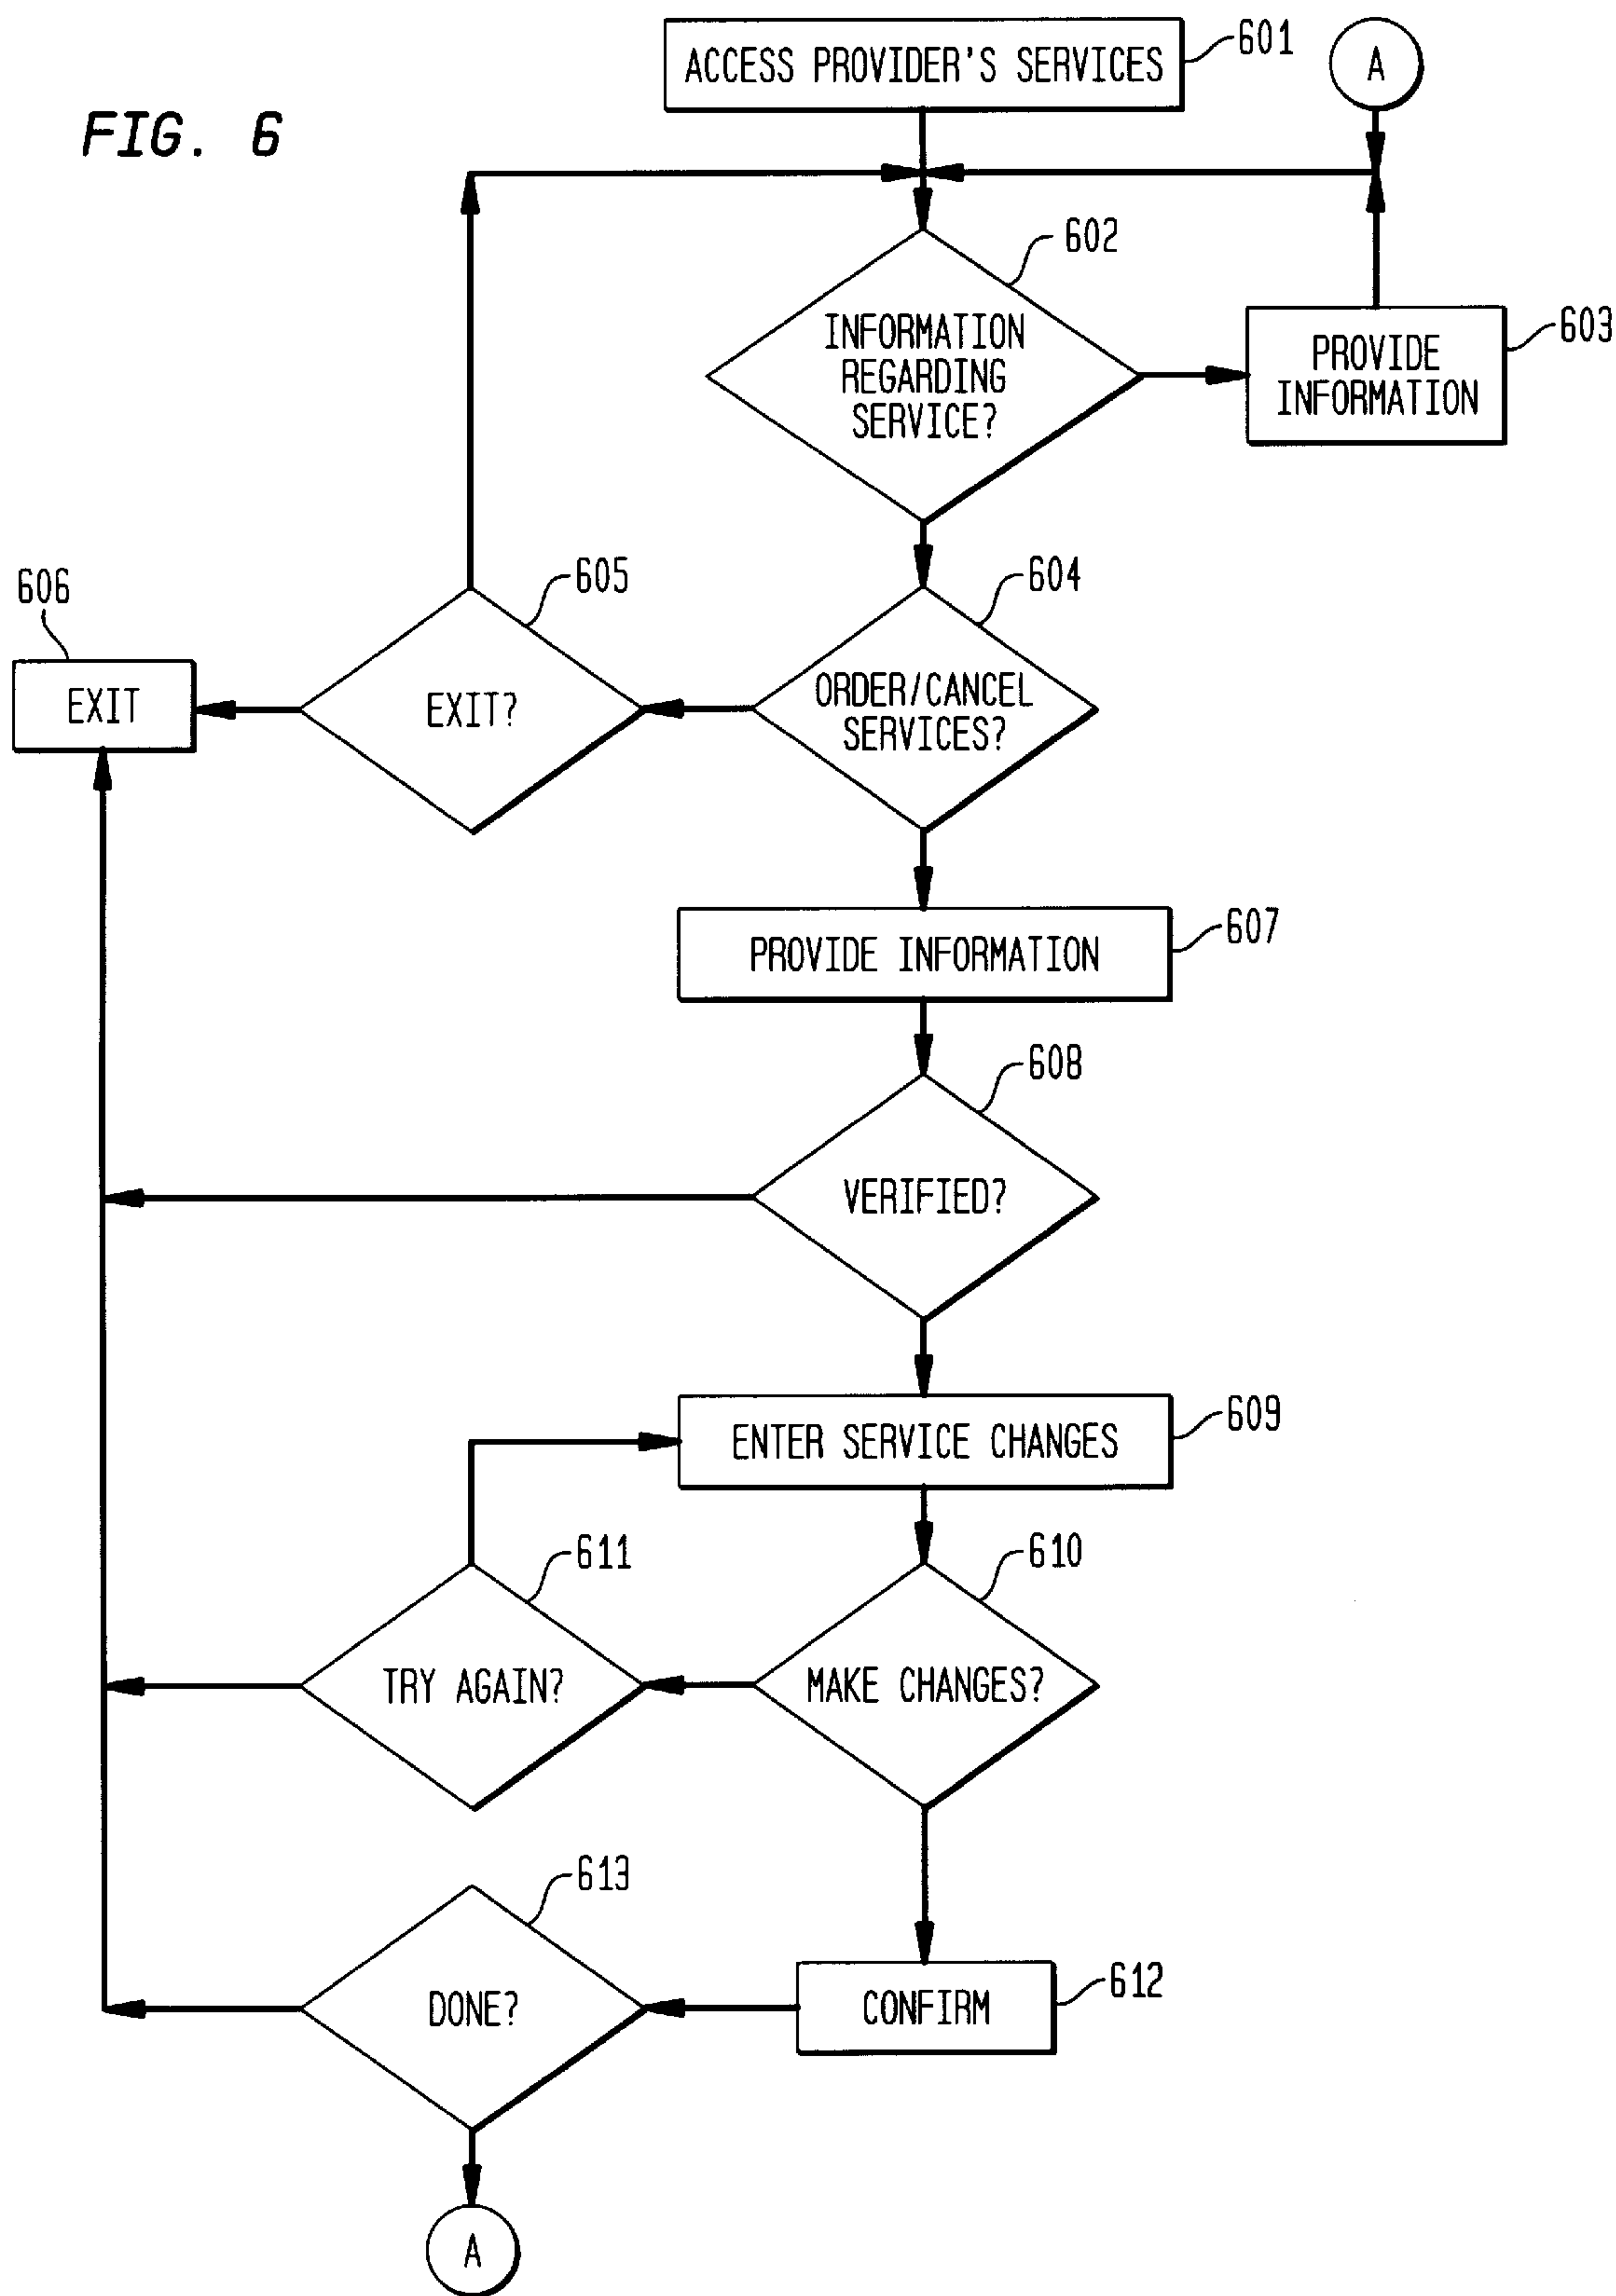 FIG. 6
ACCESS PROVIDER'S SERVICES
601
A
602
INFORMATION
REGARDING
SERVICE?
603
PROVIDE
INFORMATION
604
ORDER/CANCEL
SERVICES?
605
EXIT?
606
EXIT
607
PROVIDE INFORMATION
608
VERIFIED?
609
ENTER SERVICE CHANGES
610
MAKE CHANGES?
611
TRY AGAIN?
612
CONFIRM
613
DONE?
A